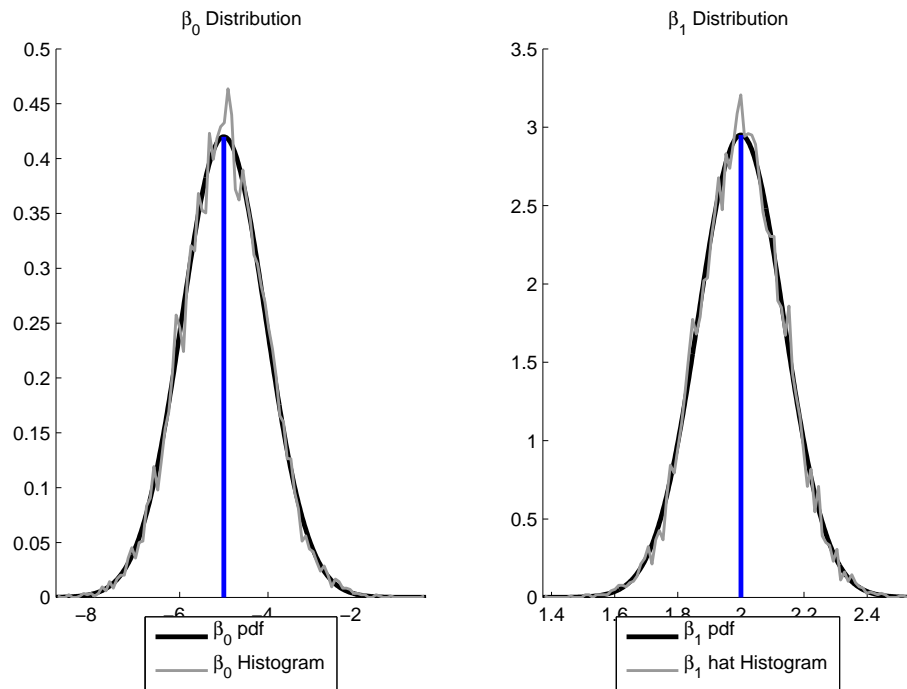 β0 Distribution
0.5
0.45
0.4
0.35
0.3
0.25
0.2
0.15
0.1
0.05
0
−8 −6 −4 −2
β0 pdf
β0 Histogram
β1 Distribution
3.5
3
2.5
2
1.5
1
0.5
0
1.4 1.6 1.8 2 2.2 2.4
β1 pdf
β1 hat Histogram